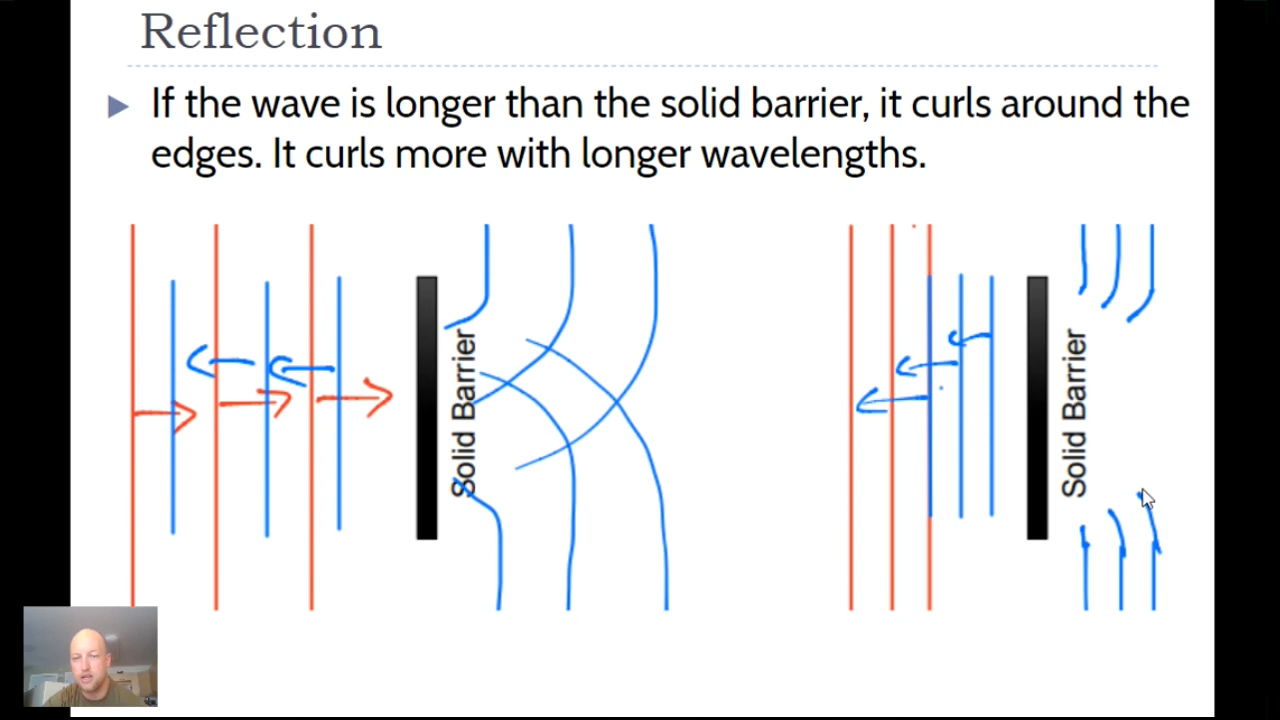 Reflection
If the wave is longer than the solid barrier, it curls around the
edges. It curls more with longer wavelengths.
Solid Barrier
Solid Barrier